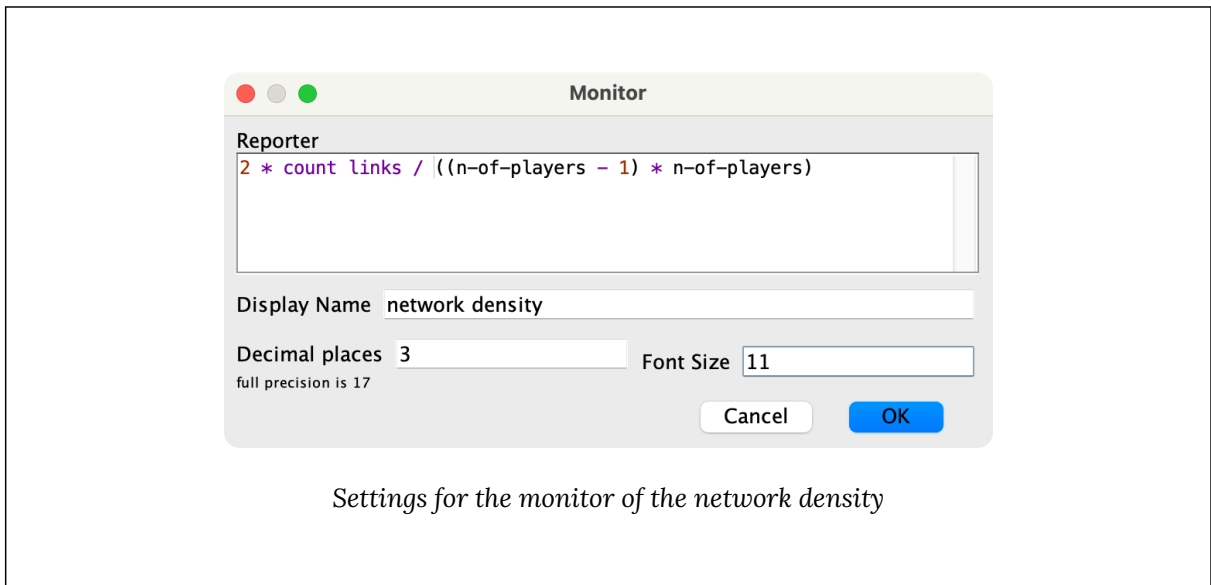 Monitor
Reporter
2 * count links / ((n-of-players - 1) * n-of-players)
Display Name network density
Decimal places 3 Font Size 11
full precision is 17
Cancel OK
Settings for the monitor of the network density